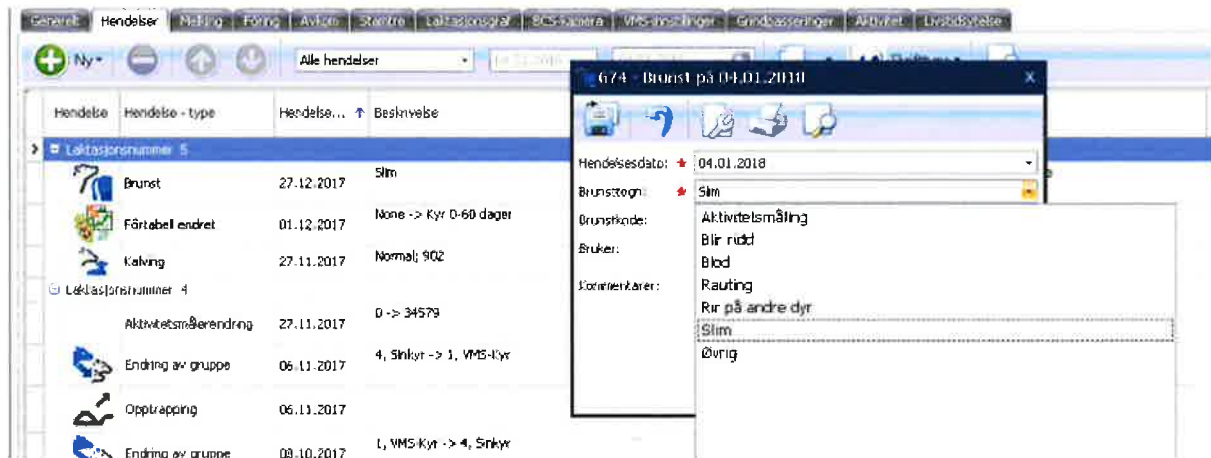 Generelt Hendelser Melking Fôring Avkom Stamtre Laktasjonsgraf BCS-kamera VMS-innstillinger Grindpasseringer Aktivitet Livstidsytelse
Ny Alle hendelser
Hendelse Hendelse - type Hendelse... Beskrivelse
Laktasjonsnummer 5
Brunst 27.12.2017 Slim
Fôrtabell endret 01.12.2017 None -> Kyr 0-60 dager
Kalving 27.11.2017 Normal; 902
Laktasjonsnummer 4
Aktivitetsmålerendring 27.11.2017 0 -> 34579
Endring av gruppe 06.11.2017 4, Sinkyr -> 1, VMS-Kyr
Opptrapping 06.11.2017
Endring av gruppe 09.10.2017 1, VMS-Kyr -> 4, Sinkyr
674 - Brunst på 04.01.2018 x
Hendelsesdato: 04.01.2018
Brunsttegn: Slim
Brunstkode:
Bruker:
Kommentarer:
Aktivitetsmåling
Blir ridd
Blod
Rauting
Rir på andre dyr
Slim
Øvrig